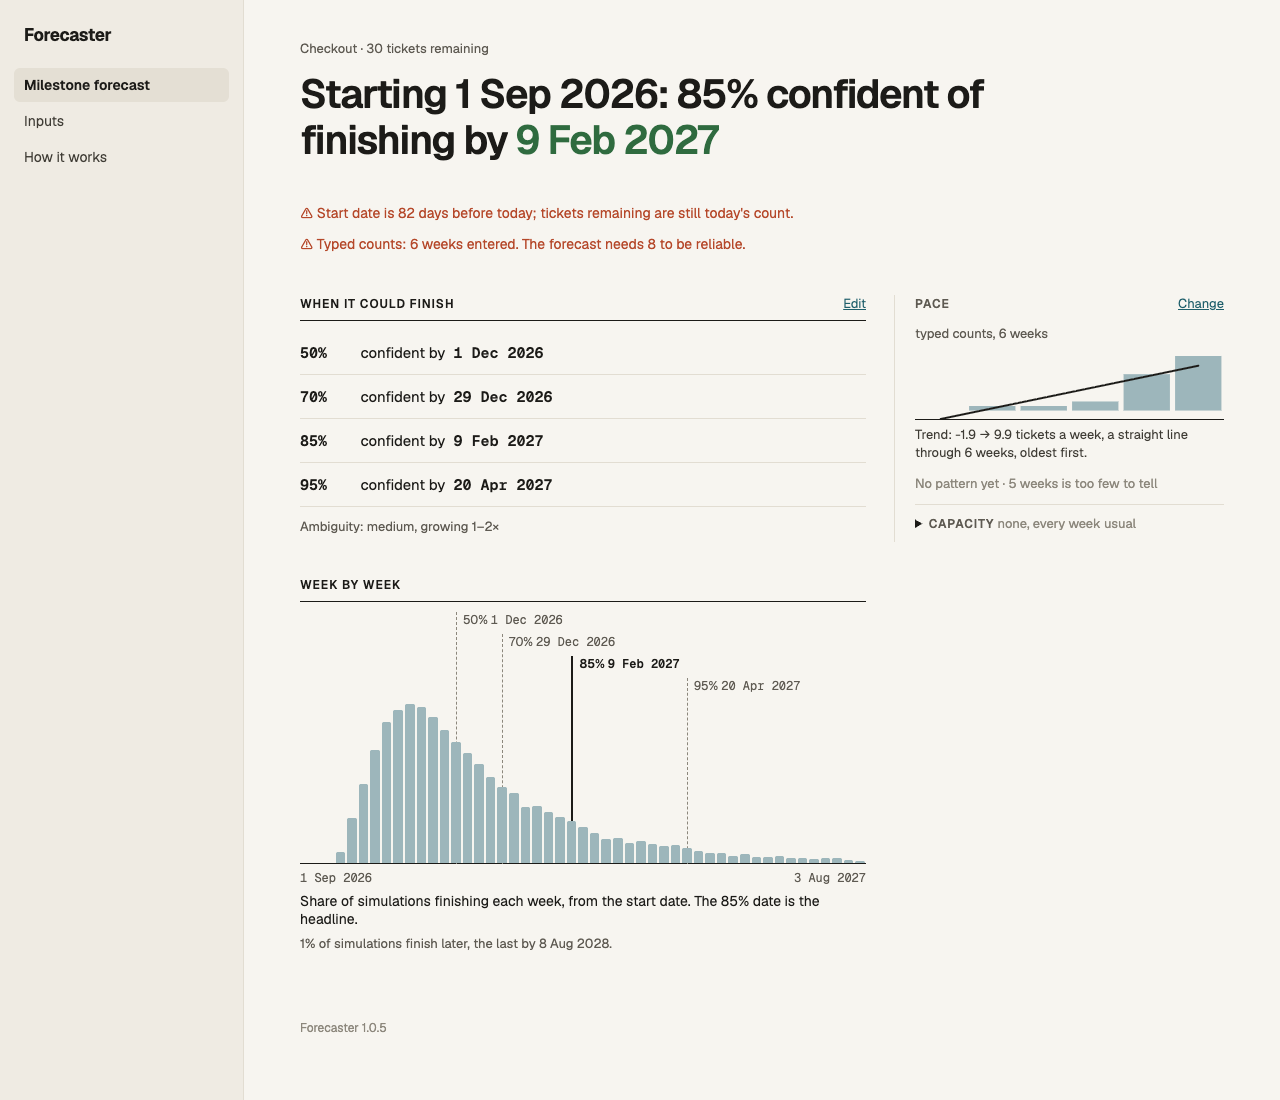 Forecaster
Milestone forecast
Inputs
How it works
Checkout · 30 tickets remaining
Starting 1 Sep 2026: 85% confident of
finishing by 9 Feb 2027
⚠ Start date is 82 days before today; tickets remaining are still today's count.
⚠ Typed counts: 6 weeks entered. The forecast needs 8 to be reliable.
WHEN IT COULD FINISH Edit
50% confident by 1 Dec 2026
70% confident by 29 Dec 2026
85% confident by 9 Feb 2027
95% confident by 20 Apr 2027
Ambiguity: medium, growing 1–2×
PACE Change
typed counts, 6 weeks
Trend: -1.9 → 9.9 tickets a week, a straight line
through 6 weeks, oldest first.
No pattern yet · 5 weeks is too few to tell
▶ CAPACITY none, every week usual
WEEK BY WEEK
50% 1 Dec 2026
70% 29 Dec 2026
85% 9 Feb 2027
95% 20 Apr 2027
1 Sep 2026 3 Aug 2027
Share of simulations finishing each week, from the start date. The 85% date is the
headline.
1% of simulations finish later, the last by 8 Aug 2028.
Forecaster 1.0.5